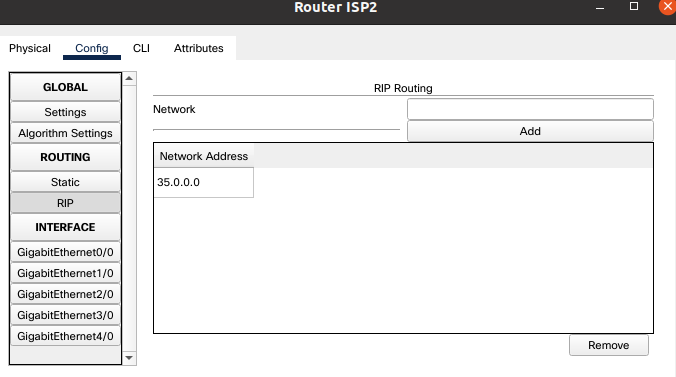 Router ISP2
Physical Config CLI Attributes
GLOBAL
Settings
Algorithm Settings
ROUTING
Static
RIP
INTERFACE
GigabitEthernet0/0
GigabitEthernet1/0
GigabitEthernet2/0
GigabitEthernet3/0
GigabitEthernet4/0
RIP Routing
Network
Add
Network Address
35.0.0.0
Remove